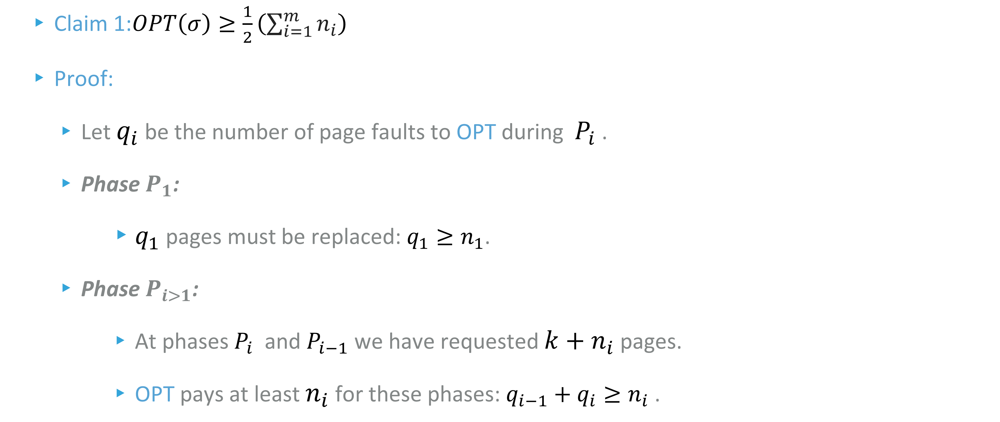 Claim 1: $OPT(\sigma) \geq \frac{1}{2}(\sum_{i=1}^{m} n_i)$
Proof:
Let $q_i$ be the number of page faults to OPT during $P_i$ .
Phase $P_1$:
$q_1$ pages must be replaced: $q_1 \geq n_1$.
Phase $P_{i>1}$:
At phases $P_i$ and $P_{i-1}$ we have requested $k + n_i$ pages.
OPT pays at least $n_i$ for these phases: $q_{i-1} + q_i \geq n_i$ .